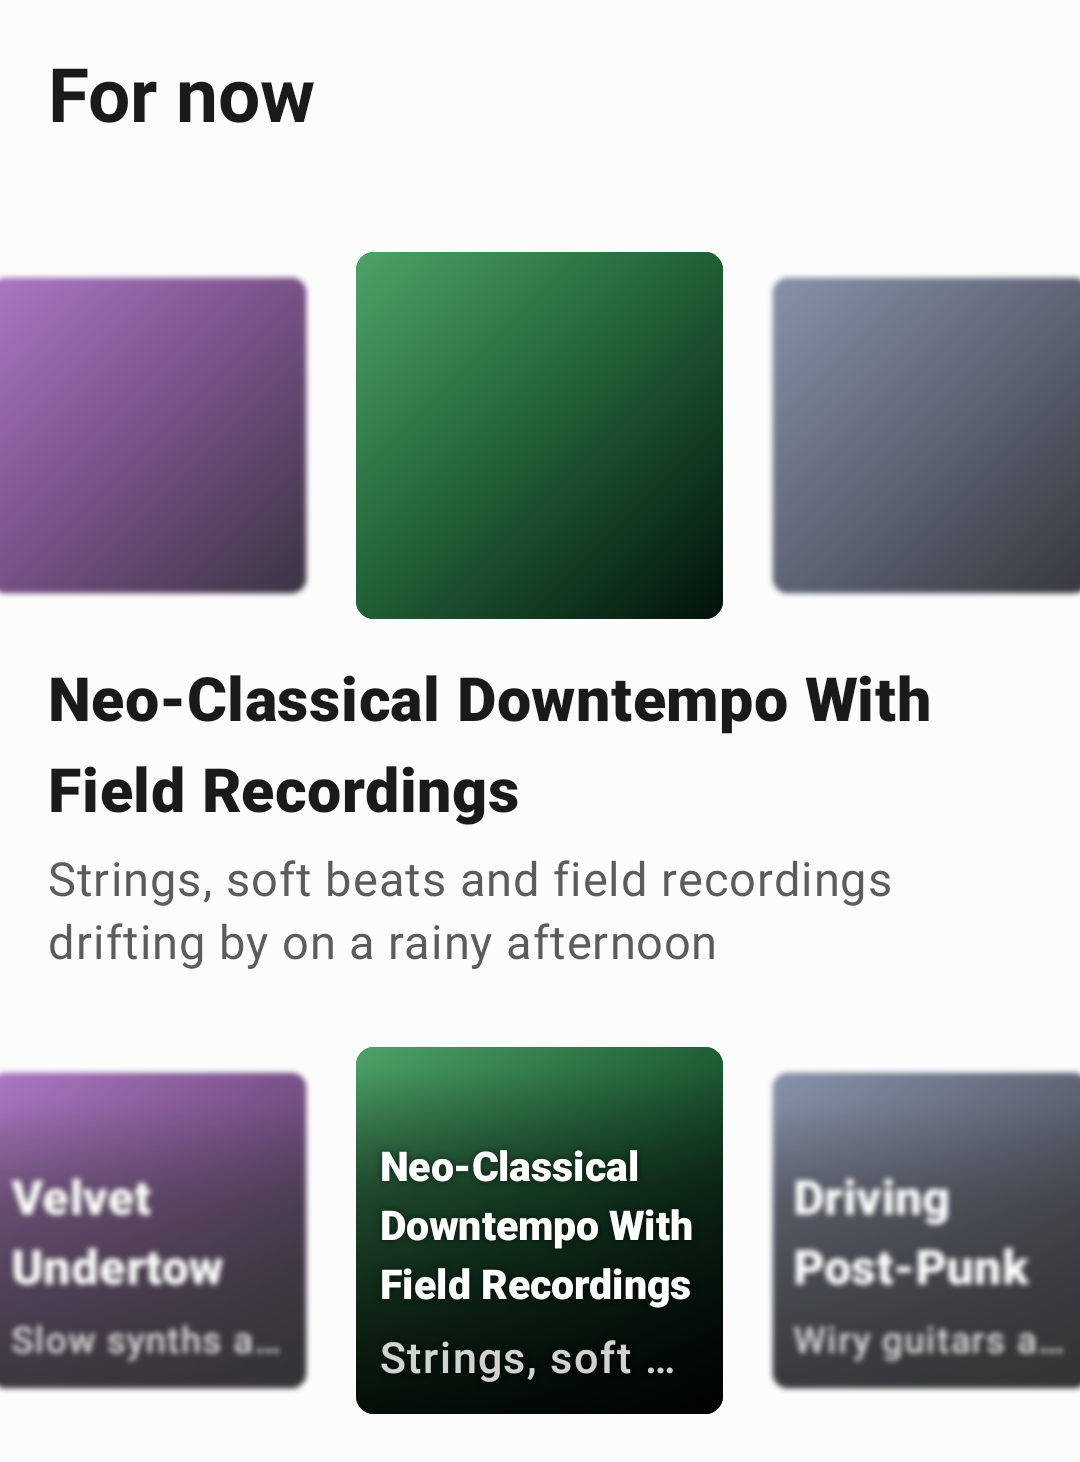 For now
Neo-Classical Downtempo With
Field Recordings
Strings, soft beats and field recordings
drifting by on a rainy afternoon
Velvet
Undertow
Slow synths a…
Neo-Classical
Downtempo With
Field Recordings
Strings, soft …
Driving
Post-Punk
Wiry guitars a…